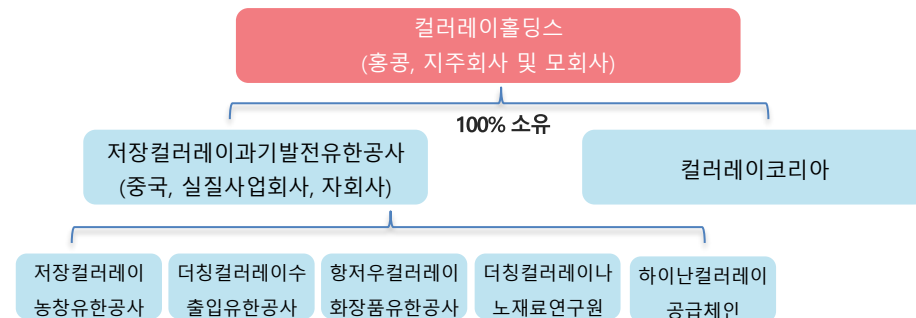 컬러레이홀딩스
(홍콩, 지주회사 및 모회사)
100% 소유
저장컬러레이과기발전유한공사
(중국, 실질사업회사, 자회사)
컬러레이코리아
저장컬러레이
농창유한공사
더칭컬러레이수
출입유한공사
항저우컬러레이
화장품유한공사
더칭컬러레이나
노재료연구원
하이난컬러레이
공급체인